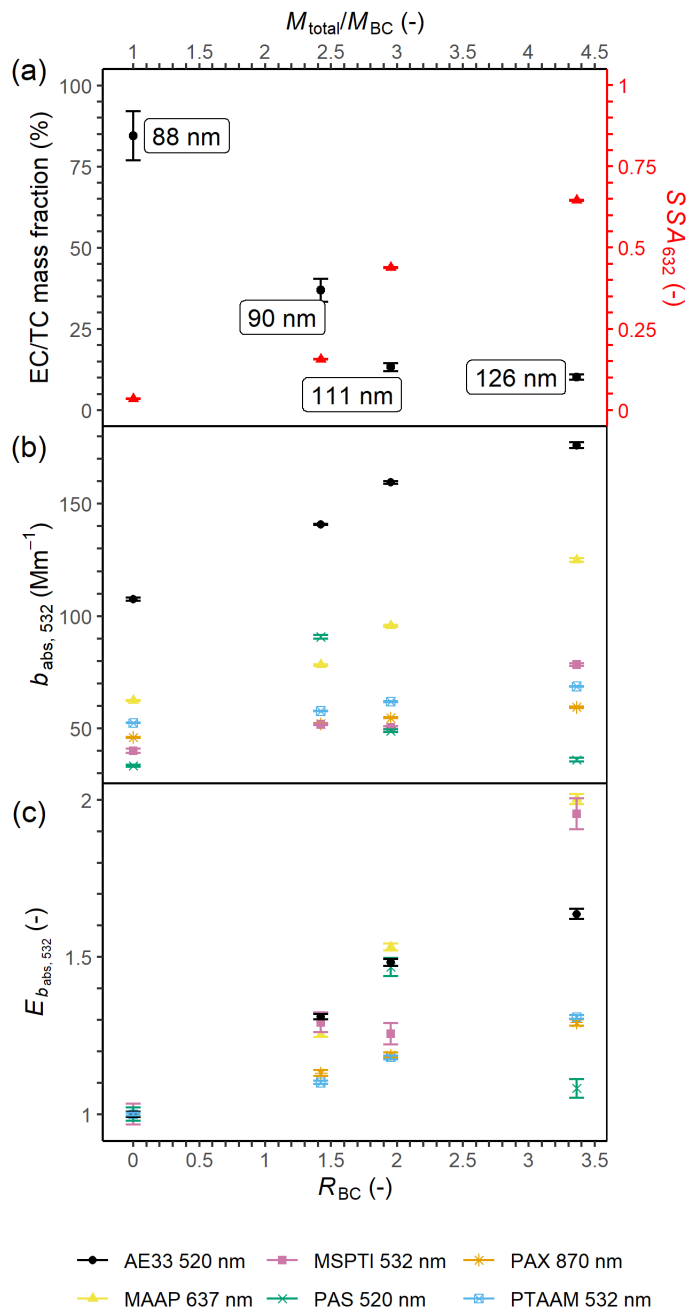 M_total/M_BC (-)
1 1.5 2 2.5 3 3.5 4 4.5
(a)
EC/TC mass fraction (%)
100
75
50
25
0
88 nm
90 nm
111 nm
126 nm
1
0.75
0.5
0.25
0
SSA_632 (-)
(b)
b_abs, 532 (Mm⁻¹)
150
100
50
(c)
E_b_abs, 532 (-)
2
1.5
1
0 0.5 1 1.5 2 2.5 3 3.5
R_BC (-)
AE33 520 nm MSPTI 532 nm PAX 870 nm
MAAP 637 nm PAS 520 nm PTAAM 532 nm